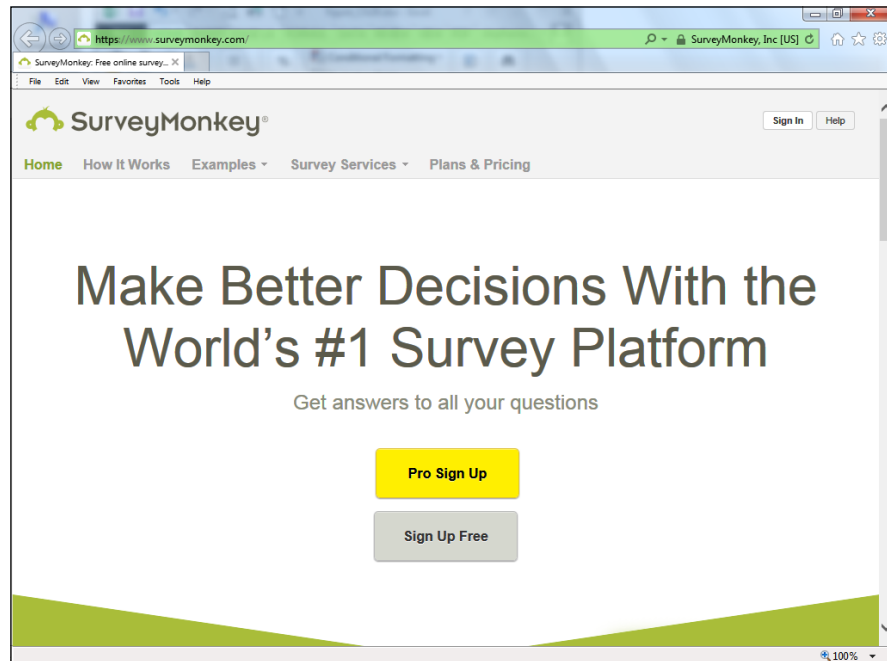 https://www.surveymonkey.com/
SurveyMonkey, Inc [US]
SurveyMonkey: Free online survey...
File Edit View Favorites Tools Help
SurveyMonkey®
Sign In Help
Home How It Works Examples Survey Services Plans & Pricing
Make Better Decisions With the
World's #1 Survey Platform
Get answers to all your questions
Pro Sign Up
Sign Up Free
100%